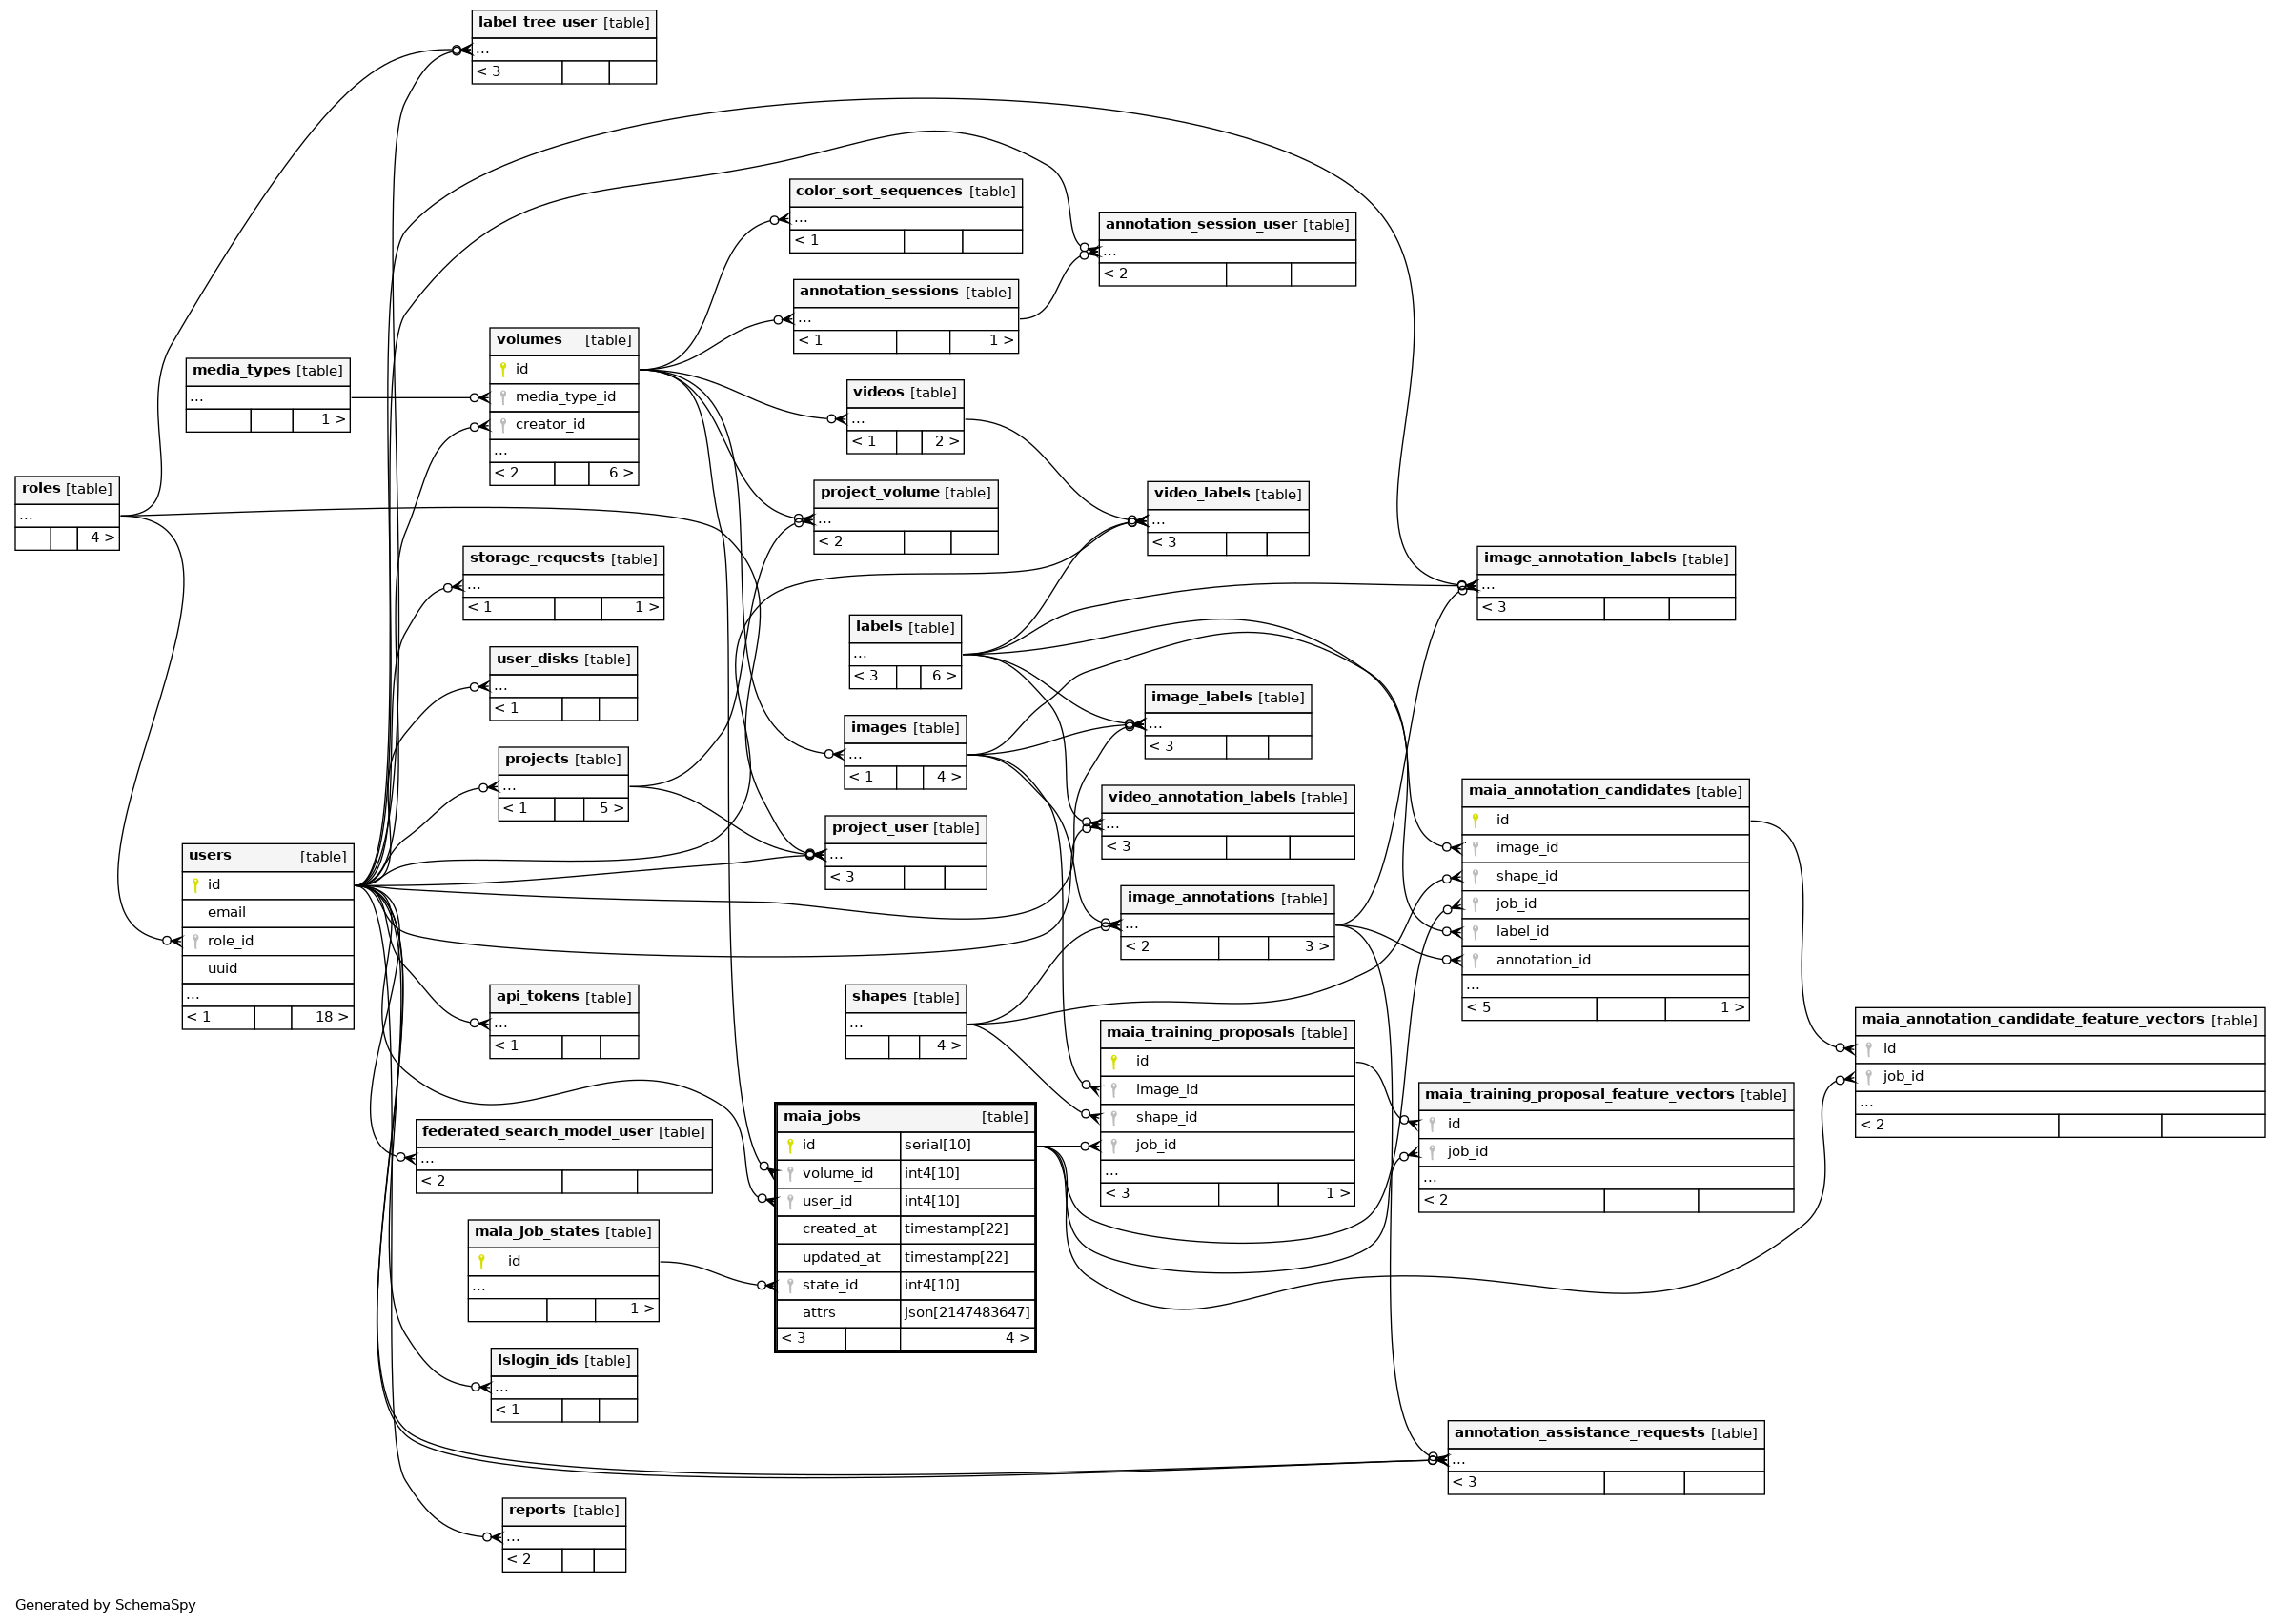 label_tree_user [table]
...
< 3
color_sort_sequences [table]
...
< 1
annotation_session_user [table]
...
< 2
annotation_sessions [table]
...
< 1 1 >
volumes [table]
id
media_type_id
creator_id
...
< 2 6 >
media_types [table]
...
1 >
videos [table]
...
< 1 2 >
roles [table]
...
4 >
project_volume [table]
...
< 2
video_labels [table]
...
< 3
storage_requests [table]
...
< 1 1 >
image_annotation_labels [table]
...
< 3
labels [table]
...
< 3 6 >
user_disks [table]
...
< 1
image_labels [table]
...
< 3
images [table]
...
< 1 4 >
projects [table]
...
< 1 5 >
video_annotation_labels [table]
...
< 3
maia_annotation_candidates [table]
id
image_id
shape_id
job_id
label_id
annotation_id
...
< 5 1 >
project_user [table]
...
< 3
users [table]
id
email
role_id
uuid
...
< 1 18 >
image_annotations [table]
...
< 2 3 >
api_tokens [table]
...
< 1
shapes [table]
...
4 >
maia_training_proposals [table]
id
image_id
shape_id
job_id
...
< 3 1 >
maia_annotation_candidate_feature_vectors [table]
id
job_id
...
< 2
maia_training_proposal_feature_vectors [table]
id
job_id
...
< 2
maia_jobs [table]
id serial[10]
volume_id int4[10]
user_id int4[10]
created_at timestamp[22]
updated_at timestamp[22]
state_id int4[10]
attrs json[2147483647]
< 3 4 >
federated_search_model_user [table]
...
< 2
maia_job_states [table]
id
...
1 >
lslogin_ids [table]
...
< 1
annotation_assistance_requests [table]
...
< 3
reports [table]
...
< 2
Generated by SchemaSpy